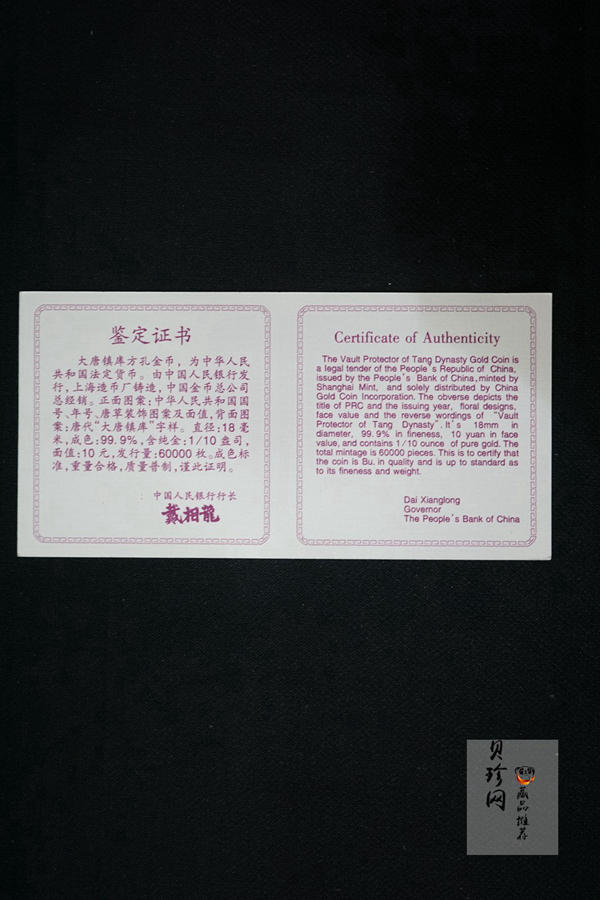 鉴定证书
大唐镇库方孔金币，为中华人民
共和国法定货币。由中国人民银行发
行，上海造币厂铸造，中国金币总公司
总经销。正面图案：中华人民共和国国
号、年号、唐草装饰图案及面值，背面图
案：唐代“大唐镇库”字样。直径：18毫
米，成色：99.9%，含纯金：1/10盎司，
面值：10元，发行量：60000枚。成色标
准，重量合格，质量普制，谨此证明。
中国人民银行行长
戴相龍
Certificate of Authenticity
The Vault Protector of Tang Dynasty Gold Coin is
a legal tender of the People's Republic of China,
issued by the People's Bank of China, minted by
Shanghai Mint, and solely distributed by China
Gold Coin Incorporation. The obverse depicts the
title of PRC and the issuing year, floral designs,
face value and the reverse wordings of "Vault
Protector of Tang Dynasty". It's 18mm in
diameter, 99.9% in fineness, 10 yuan in face
value, and contains 1/10 ounce of pure gold. The
total mintage is 60000 pieces. This is to certify that
the coin is Bu. in quality and is up to standard as
to its fineness and weight.
Dai Xianglong
Governor
The People's Bank of China
贝珍网
藏品推荐